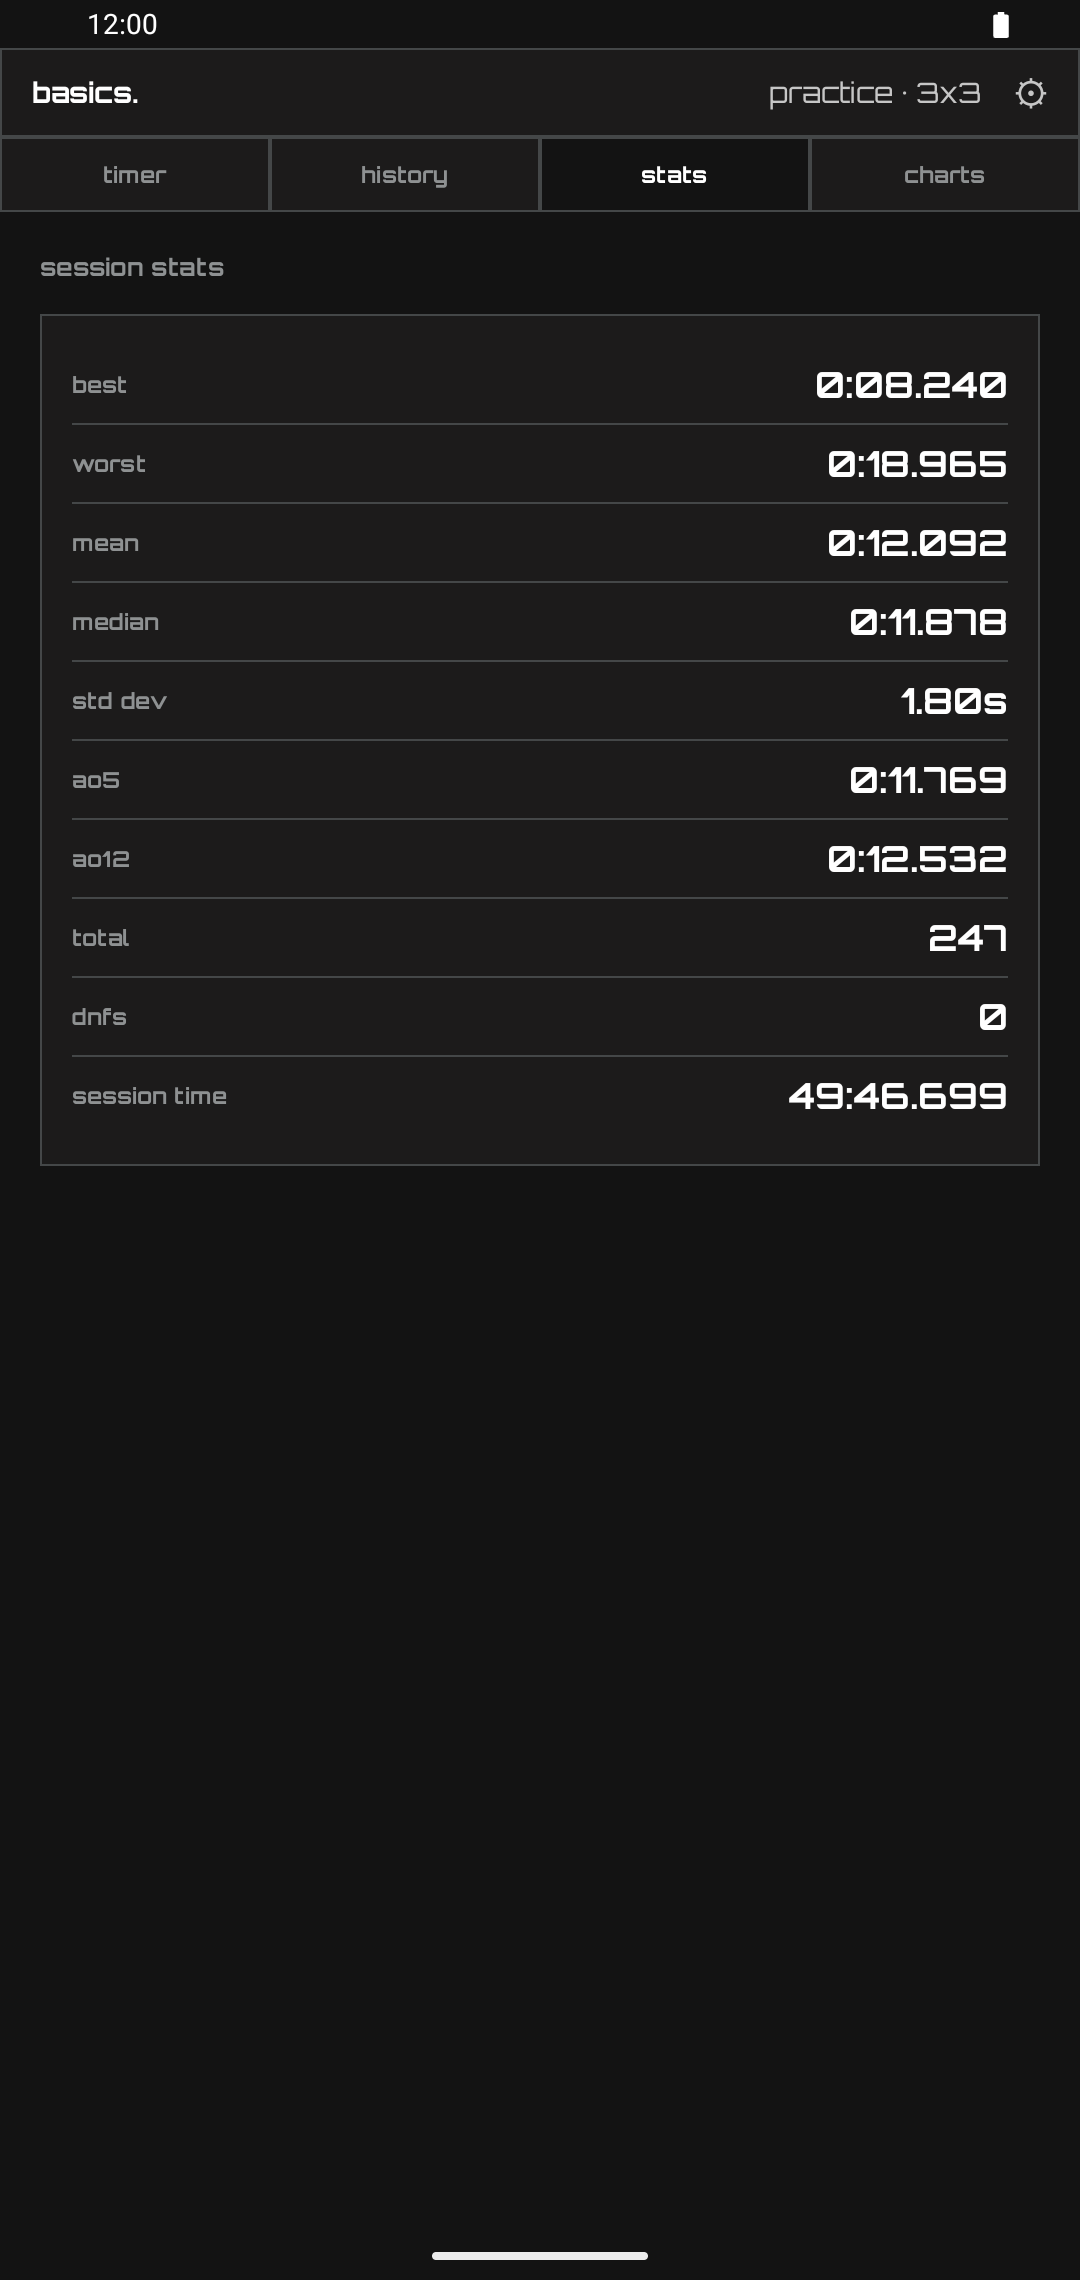 12:00
basics.
practice · 3x3
timer
history
stats
charts
session stats
best 0:08.240
worst 0:18.965
mean 0:12.092
median 0:11.878
std dev 1.80s
ao5 0:11.769
ao12 0:12.532
total 247
dnfs 0
session time 49:46.699